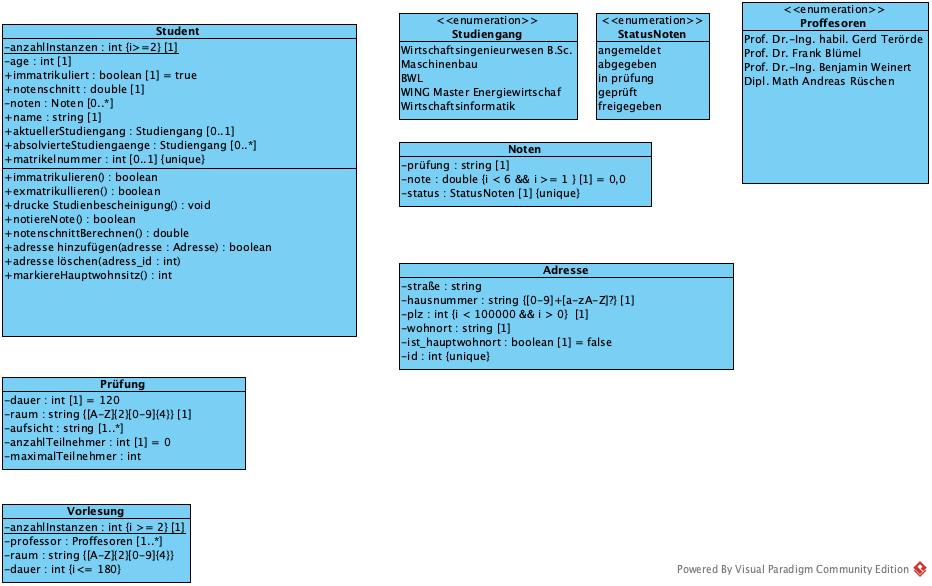 Student
-anzahlInstanzen : int {i>=2} [1]
-age : int [1]
+immatrikuliert : boolean [1] = true
+notenschnitt : double [1]
-noten : Noten [0..*]
+name : string [1]
+aktuellerStudiengang : Studiengang [0..1]
+absolvierteStudiengaenge : Studiengang [0..*]
+matrikelnummer : int [0..1] {unique}
+immatrikulieren() : boolean
+exmatrikullieren() : boolean
+drucke Studienbescheinigung() : void
+notiereNote() : boolean
+notenschnittBerechnen() : double
+adresse hinzufügen(adresse : Adresse) : boolean
+adresse löschen(adress_id : int)
+markiereHauptwohnsitz() : int
<<enumeration>>
Studiengang
Wirtschaftsingenieurwesen B.Sc.
Maschinenbau
BWL
WING Master Energiewirtschaf
Wirtschaftsinformatik
<<enumeration>>
StatusNoten
angemeldet
abgegeben
in prüfung
geprüft
freigegeben
<<enumeration>>
Proffesoren
Prof. Dr.-Ing. habil. Gerd Terörde
Prof. Dr. Frank Blümel
Prof. Dr.-Ing. Benjamin Weinert
Dipl. Math Andreas Rüschen
Noten
-prüfung : string [1]
-note : double {i < 6 && i >= 1 } [1] = 0,0
-status : StatusNoten [1] {unique}
Adresse
-straße : string
-hausnummer : string {[0-9]+[a-zA-Z]?} [1]
-plz : int {i < 100000 && i > 0}  [1]
-wohnort : string [1]
-ist_hauptwohnort : boolean [1] = false
-id : int {unique}
Prüfung
-dauer : int [1] = 120
-raum : string {[A-Z]{2}[0-9]{4}} [1]
-aufsicht : string [1..*]
-anzahlTeilnehmer : int [1] = 0
-maximalTeilnehmer : int
Vorlesung
-anzahlInstanzen : int {i >= 2} [1]
-professor : Proffesoren [1..*]
-raum : string {[A-Z]{2}[0-9]{4}}
-dauer : int {i<= 180}
Powered By Visual Paradigm Community Edition